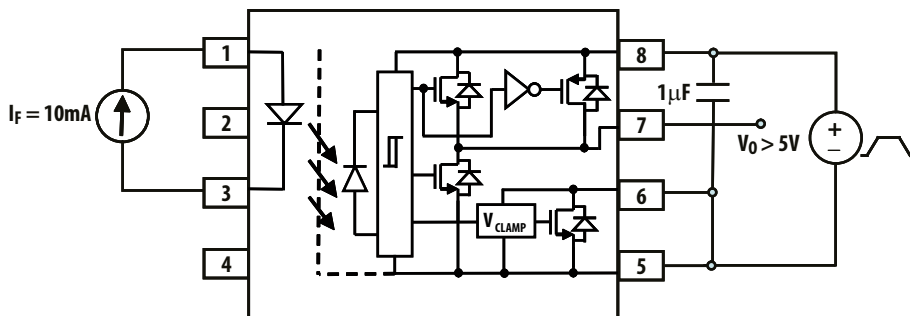 1
I_F = 10mA
2
3
4
V_CLAMP
8
1μF
7
V_O > 5V
6
5
+
−